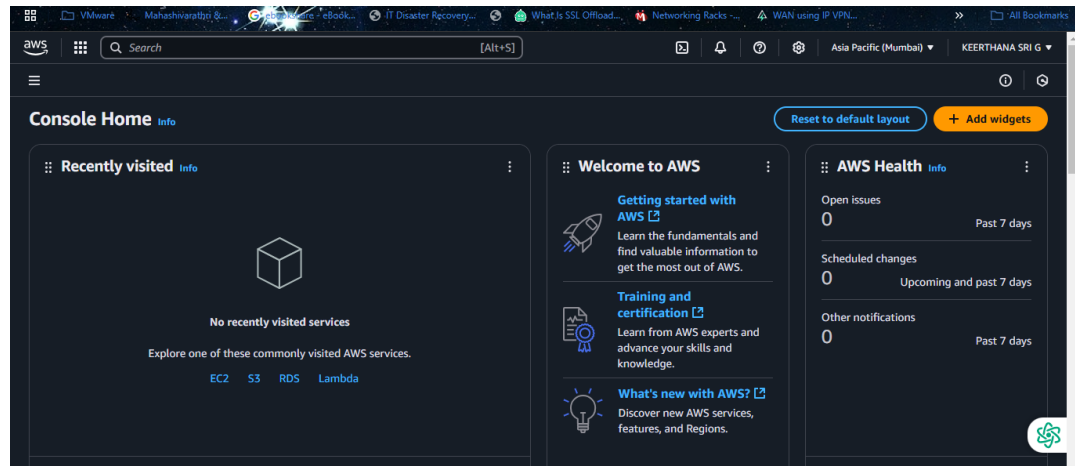 VMware
Mahashivarathri &...
IT Disaster Recovery...
What Is SSL Offload...
Networking Racks -...
WAN using IP VPN...
»
All Bookmarks
aws
Search
[Alt+S]
Asia Pacific (Mumbai) ▼
KEERTHANA SRI G ▼
Console Home Info
Reset to default layout
+ Add widgets
Recently visited Info
No recently visited services
Explore one of these commonly visited AWS services.
EC2 S3 RDS Lambda
Welcome to AWS
Getting started with
AWS
Learn the fundamentals and
find valuable information to
get the most out of AWS.
Training and
certification
Learn from AWS experts and
advance your skills and
knowledge.
What's new with AWS?
Discover new AWS services,
features, and Regions.
AWS Health Info
Open issues
0
Past 7 days
Scheduled changes
0
Upcoming and past 7 days
Other notifications
0
Past 7 days